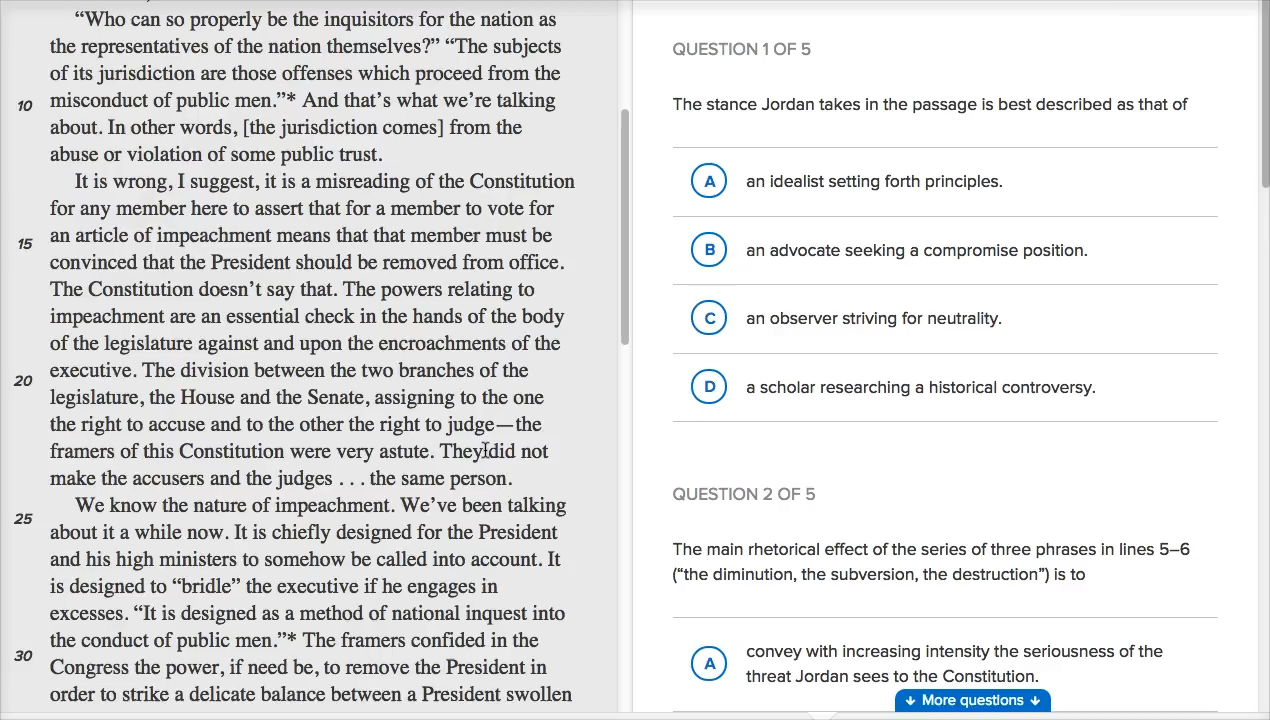 “Who can so properly be the inquisitors for the nation as
the representatives of the nation themselves?” “The subjects
of its jurisdiction are those offenses which proceed from the
10 misconduct of public men.”* And that’s what we’re talking
about. In other words, [the jurisdiction comes] from the
abuse or violation of some public trust.
It is wrong, I suggest, it is a misreading of the Constitution
for any member here to assert that for a member to vote for
15 an article of impeachment means that that member must be
convinced that the President should be removed from office.
The Constitution doesn’t say that. The powers relating to
impeachment are an essential check in the hands of the body
of the legislature against and upon the encroachments of the
20 executive. The division between the two branches of the
legislature, the House and the Senate, assigning to the one
the right to accuse and to the other the right to judge—the
framers of this Constitution were very astute. They did not
make the accusers and the judges . . . the same person.
We know the nature of impeachment. We’ve been talking
25 about it a while now. It is chiefly designed for the President
and his high ministers to somehow be called into account. It
is designed to “bridle” the executive if he engages in
excesses. “It is designed as a method of national inquest into
the conduct of public men.”* The framers confided in the
30 Congress the power, if need be, to remove the President in
order to strike a delicate balance between a President swollen
QUESTION 1 OF 5
The stance Jordan takes in the passage is best described as that of
A an idealist setting forth principles.
B an advocate seeking a compromise position.
C an observer striving for neutrality.
D a scholar researching a historical controversy.
QUESTION 2 OF 5
The main rhetorical effect of the series of three phrases in lines 5–6
(“the diminution, the subversion, the destruction”) is to
A convey with increasing intensity the seriousness of the
threat Jordan sees to the Constitution.
↓ More questions ↓